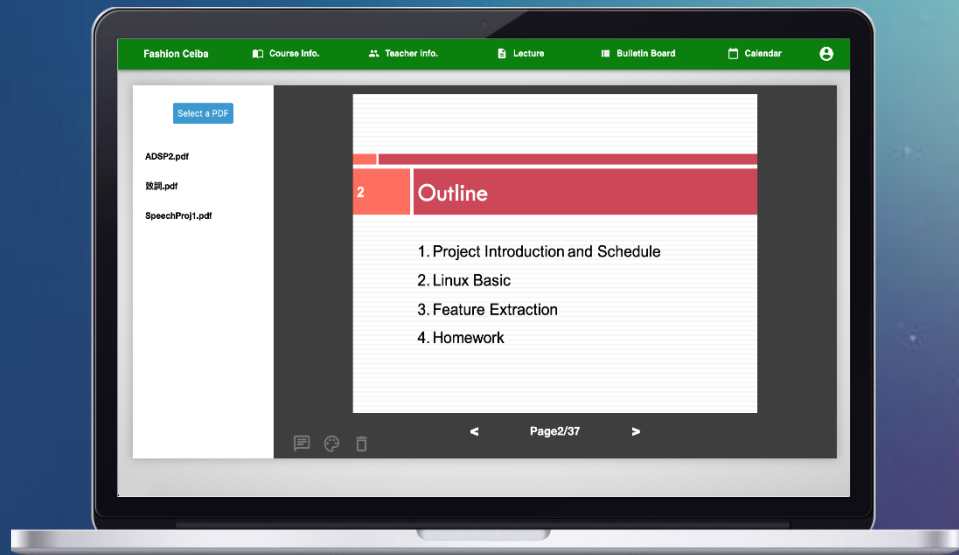 Fashion Ceiba Course Info. Teacher Info. Lecture Bulletin Board Calendar
Select a PDF
ADSP2.pdf
致詞.pdf
SpeechProj1.pdf
2 Outline
1. Project Introduction and Schedule
2. Linux Basic
3. Feature Extraction
4. Homework
< Page2/37 >